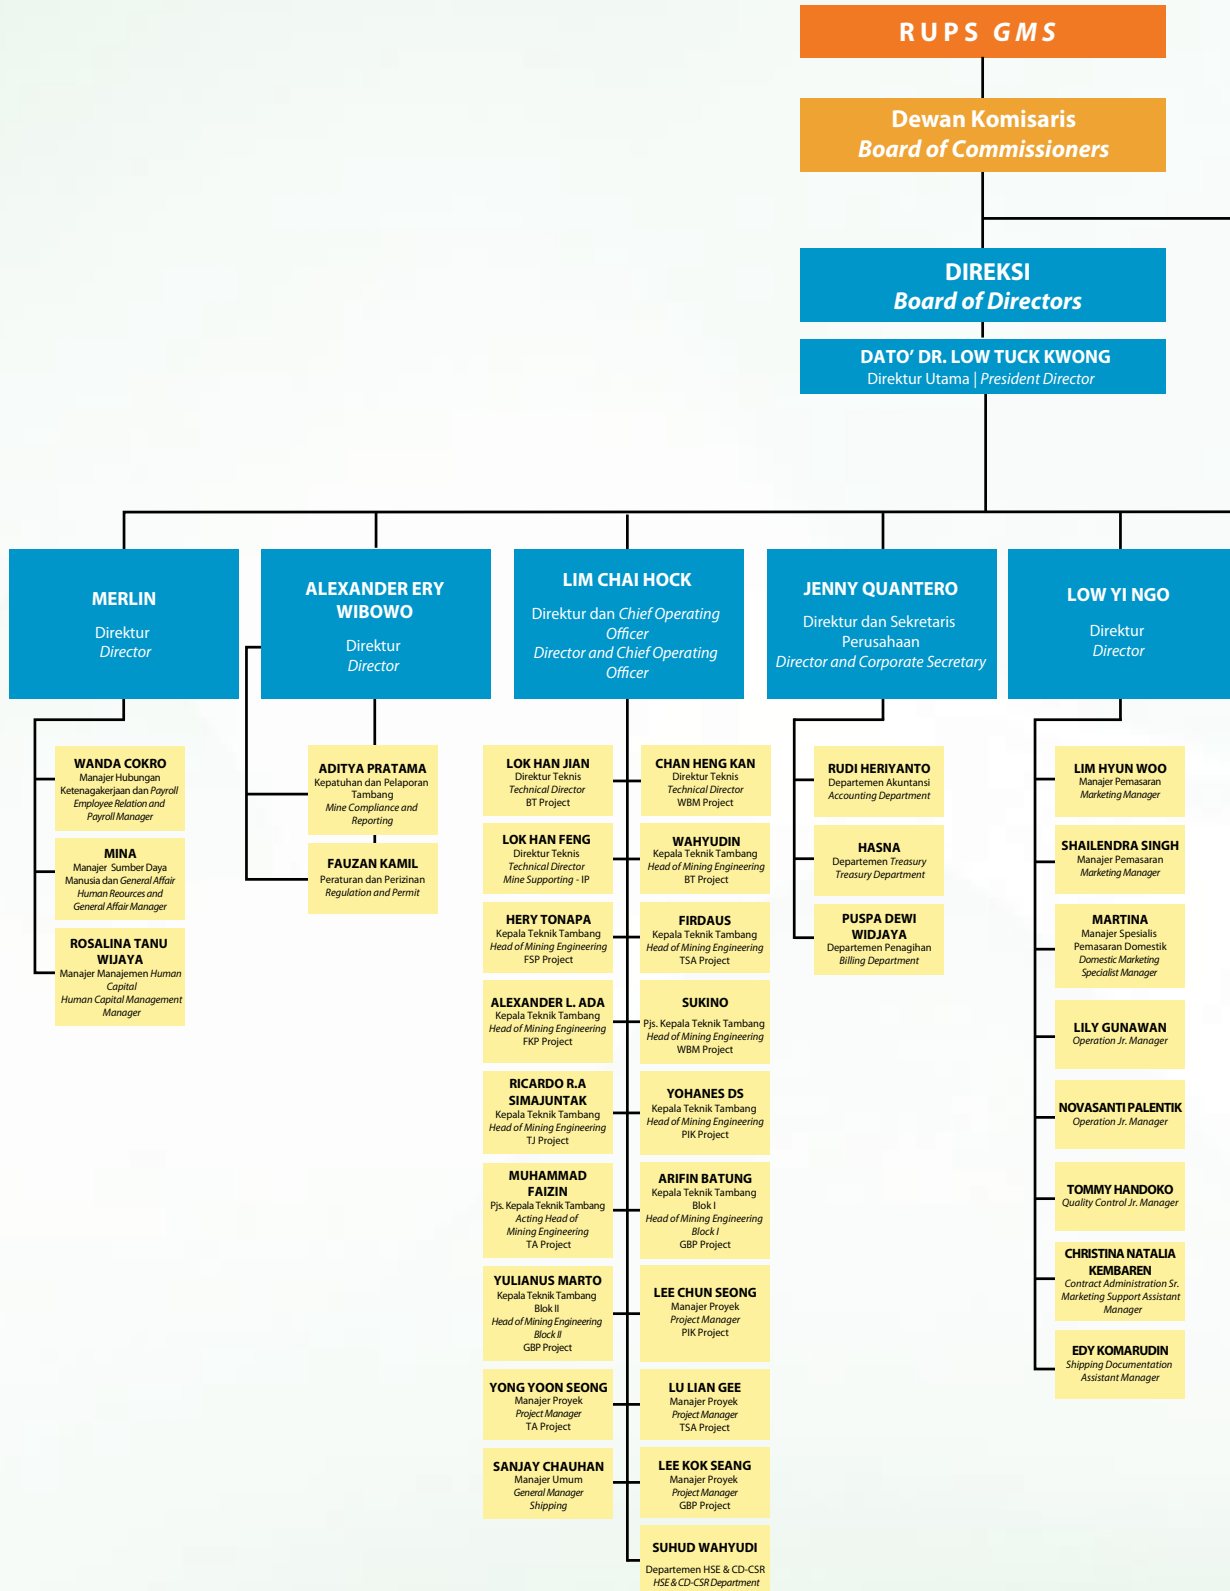 RUPS GMS
Dewan Komisaris
Board of Commissioners
DIREKSI
Board of Directors
DATO’ DR. LOW TUCK KWONG
Direktur Utama | President Director
MERLIN
Direktur
Director
ALEXANDER ERY
WIBOWO
Direktur
Director
LIM CHAI HOCK
Direktur dan Chief Operating
Officer
Director and Chief Operating
Officer
JENNY QUANTERO
Direktur dan Sekretaris
Perusahaan
Director and Corporate Secretary
LOW YI NGO
Direktur
Director
WANDA COKRO
Manajer Hubungan
Ketenagakerjaan dan Payroll
Employee Relation and
Payroll Manager
MINA
Manajer Sumber Daya
Manusia dan General Affair
Human Reources and
General Affair Manager
ROSALINA TANU
WIJAYA
Manajer Manajemen Human
Capital
Human Capital Management
Manager
ADITYA PRATAMA
Kepatuhan dan Pelaporan
Tambang
Mine Compliance and
Reporting
FAUZAN KAMIL
Peraturan dan Perizinan
Regulation and Permit
LOK HAN JIAN
Direktur Teknis
Technical Director
BT Project
CHAN HENG KAN
Direktur Teknis
Technical Director
WBM Project
LOK HAN FENG
Direktur Teknis
Technical Director
Mine Supporting - IP
WAHYUDIN
Kepala Teknik Tambang
Head of Mining Engineering
BT Project
HERY TONAPA
Kepala Teknik Tambang
Head of Mining Engineering
FSP Project
FIRDAUS
Kepala Teknik Tambang
Head of Mining Engineering
TSA Project
ALEXANDER L. ADA
Kepala Teknik Tambang
Head of Mining Engineering
FKP Project
SUKINO
Pjs. Kepala Teknik Tambang
Head of Mining Engineering
WBM Project
RICARDO R.A
SIMAJUNTAK
Kepala Teknik Tambang
Head of Mining Engineering
TJ Project
YOHANES DS
Kepala Teknik Tambang
Head of Mining Engineering
PIK Project
MUHAMMAD
FAIZIN
Pjs. Kepala Teknik Tambang
Acting Head of
Mining Engineering
TA Project
ARIFIN BATUNG
Kepala Teknik Tambang
Blok I
Head of Mining Engineering
Block I
GBP Project
YULIANUS MARTO
Kepala Teknik Tambang
Blok II
Head of Mining Engineering
Block II
GBP Project
LEE CHUN SEONG
Manajer Proyek
Project Manager
PIK Project
YONG YOON SEONG
Manajer Proyek
Project Manager
TA Project
LU LIAN GEE
Manajer Proyek
Project Manager
TSA Project
SANJAY CHAUHAN
Manajer Umum
General Manager
Shipping
LEE KOK SEANG
Manajer Proyek
Project Manager
GBP Project
SUHUD WAHYUDI
Departemen HSE & CD-CSR
HSE & CD-CSR Department
RUDI HERIYANTO
Departemen Akuntansi
Accounting Department
HASNA
Departemen Treasury
Treasury Department
PUSPA DEWI
WIDJAYA
Departemen Penagihan
Billing Department
LIM HYUN WOO
Manajer Pemasaran
Marketing Manager
SHAILENDRA SINGH
Manajer Pemasaran
Marketing Manager
MARTINA
Manajer Spesialis
Pemasaran Domestik
Domestic Marketing
Specialist Manager
LILY GUNAWAN
Operation Jr. Manager
NOVASANTI PALENTIK
Operation Jr. Manager
TOMMY HANDOKO
Quality Control Jr. Manager
CHRISTINA NATALIA
KEMBAREN
Contract Administration Sr.
Marketing Support Assistant
Manager
EDY KOMARUDIN
Shipping Documentation
Assistant Manager